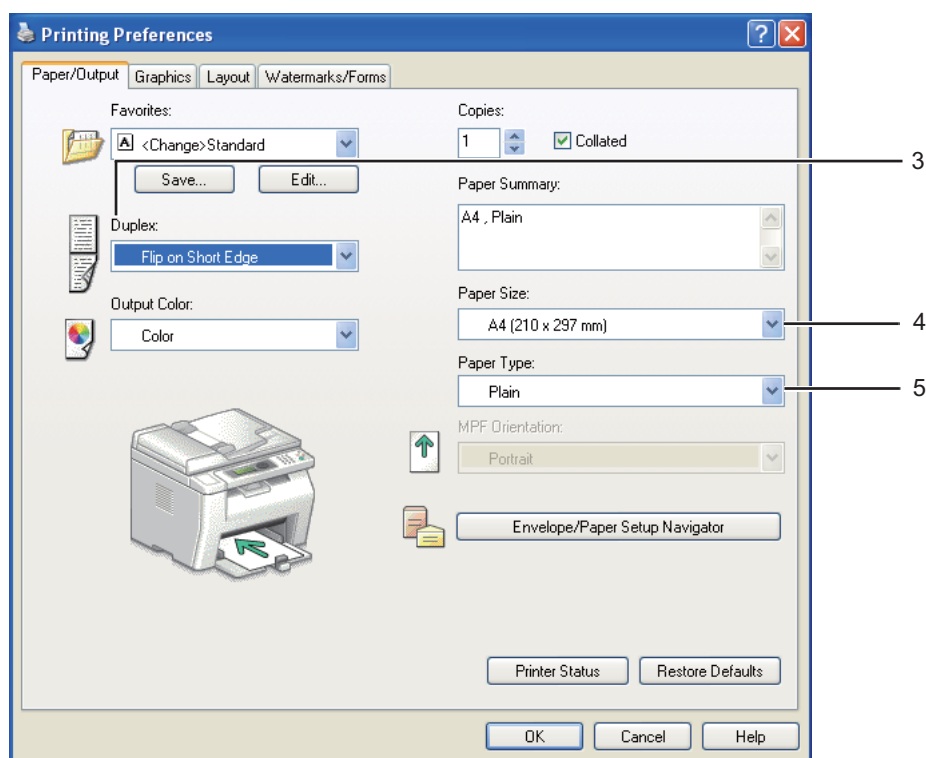 Printing Preferences
Paper/Output Graphics Layout Watermarks/Forms
Favorites:
A <Change>Standard
Save... Edit...
Duplex:
Flip on Short Edge
Output Color:
Color
Copies:
1 Collated
3
Paper Summary:
A4 , Plain
Paper Size:
A4 (210 x 297 mm)
4
Paper Type:
Plain
5
MPF Orientation:
Portrait
Envelope/Paper Setup Navigator
Printer Status Restore Defaults
OK Cancel Help